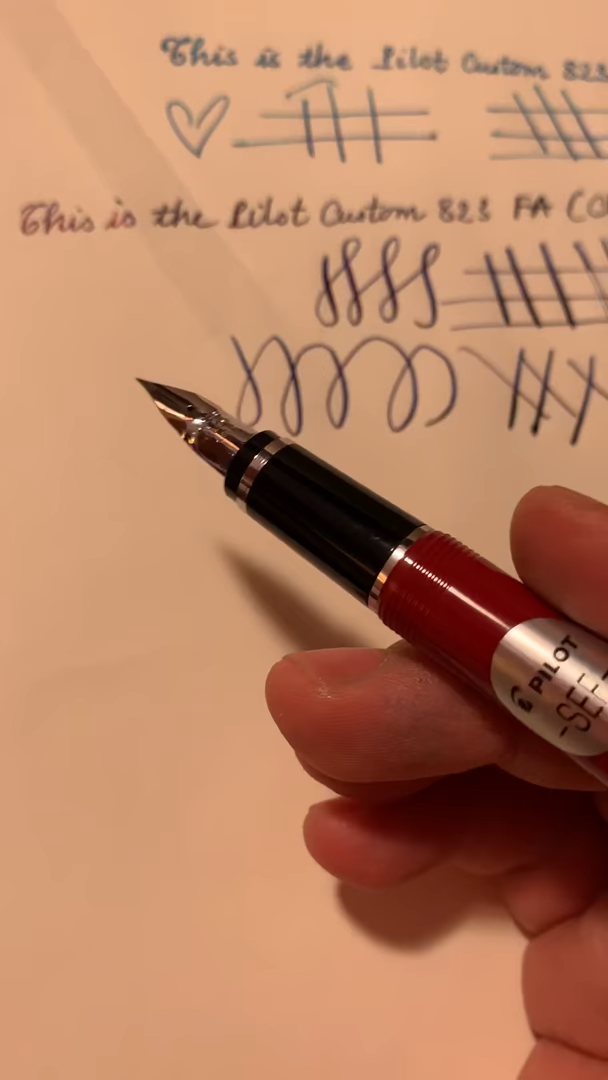 This is the Pilot Custom 823
This is the Pilot Custom 823 FA (
PILOT